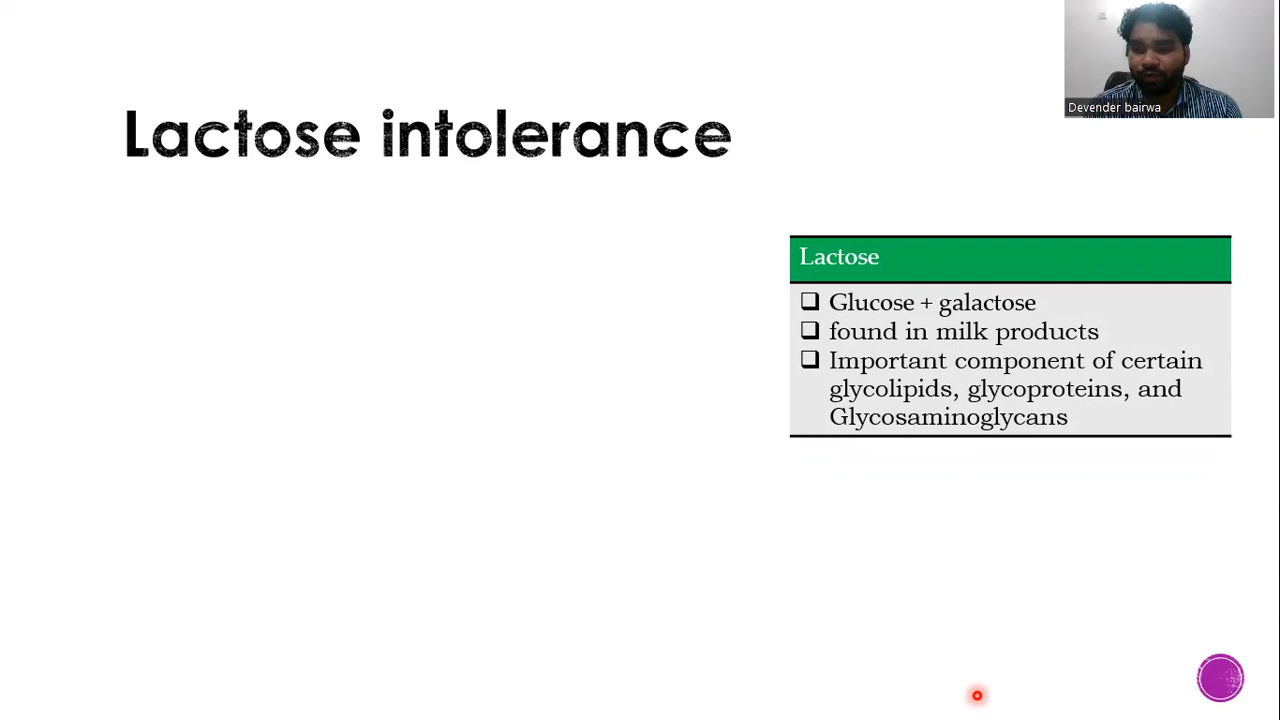 Devender bairwa
Lactose intolerance
Lactose
❑ Glucose + galactose
❑ found in milk products
❑ Important component of certain
glycolipids, glycoproteins, and
Glycosaminoglycans